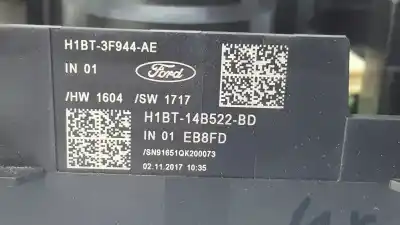 H1BT-3F944-AE
IN 01
Ford
/HW 1604 /SW 1717
H1BT-14B522-BD
IN 01 EB8FD
/SN91651QK200073
02.11.2017 10:35